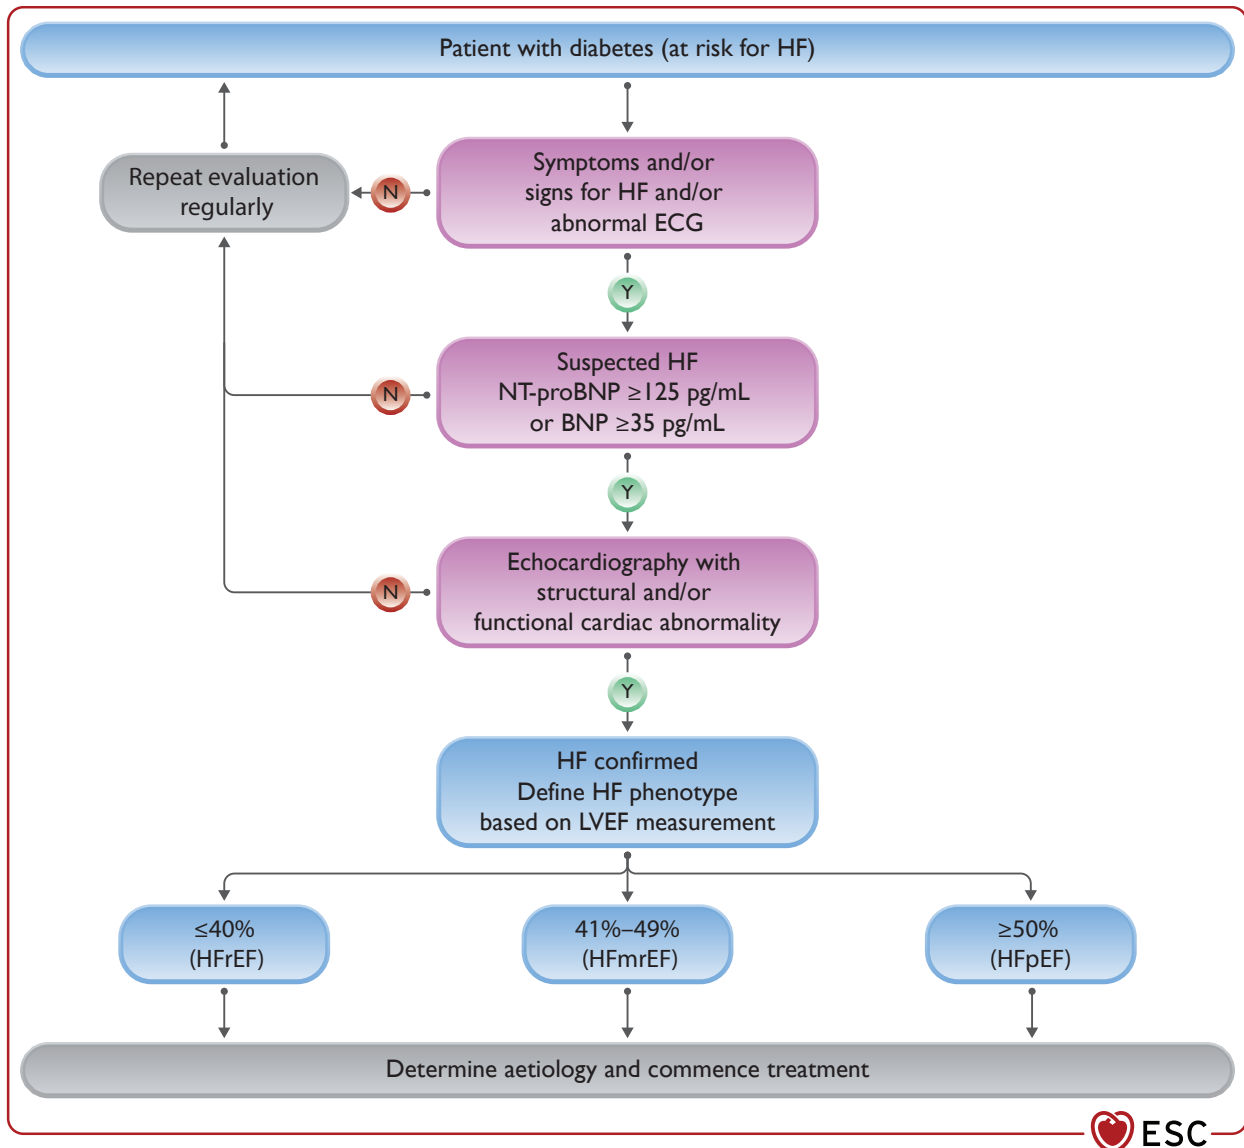 Patient with diabetes (at risk for HF)
Symptoms and/or
signs for HF and/or
abnormal ECG
N
Repeat evaluation
regularly
Y
Suspected HF
NT-proBNP ≥125 pg/mL
or BNP ≥35 pg/mL
N
Y
Echocardiography with
structural and/or
functional cardiac abnormality
N
Y
HF confirmed
Define HF phenotype
based on LVEF measurement
≤40%
(HFrEF)
41%–49%
(HFmrEF)
≥50%
(HFpEF)
Determine aetiology and commence treatment
ESC